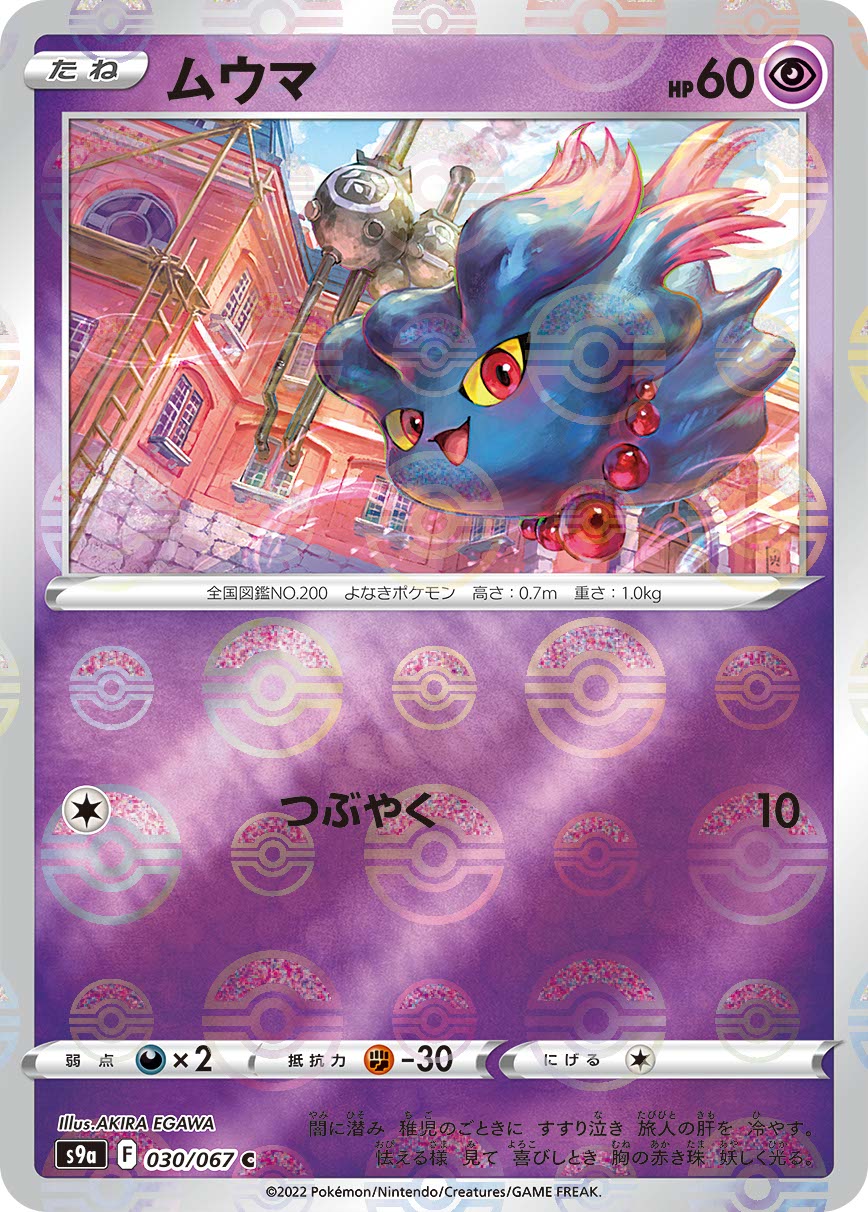 たね ムウマ HP60
全国図鑑NO.200 よなきポケモン 高さ：0.7m 重さ：1.0kg
つぶやく 10
弱点 ×2 抵抗力 -30 にげる
Illus.AKIRA EGAWA
s9a F 030/067 C
闇に潜み 稚児のごときに すすり泣き 旅人の肝を 冷やす。
怯える様 見て 喜びしとき 胸の赤き珠 妖しく光る。
©2022 Pokémon/Nintendo/Creatures/GAME FREAK.